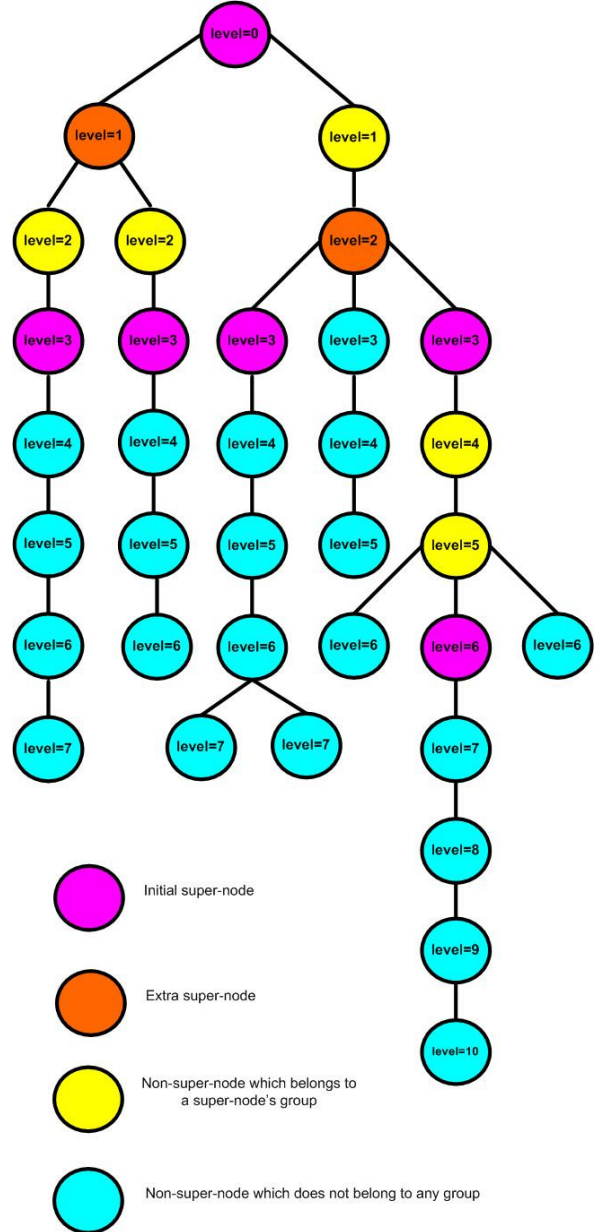 level=0
level=1
level=1
level=2
level=2
level=2
level=3
level=3
level=3
level=3
level=3
level=4
level=4
level=4
level=4
level=4
level=5
level=5
level=5
level=5
level=5
level=6
level=6
level=6
level=6
level=6
level=6
level=7
level=7
level=7
level=7
level=8
level=9
level=10
Initial super-node
Extra super-node
Non-super-node which belongs to
a super-node's group
Non-super-node which does not belong to any group